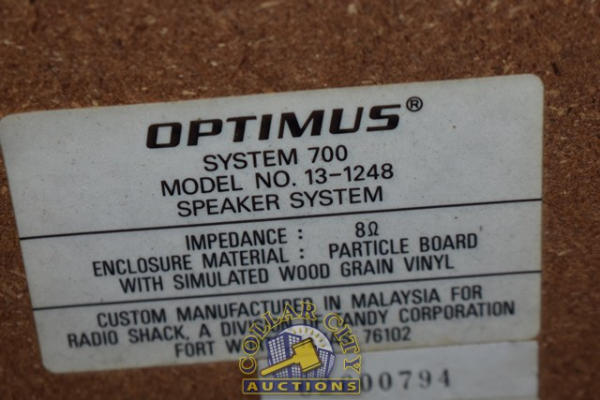 OPTIMUS®
SYSTEM 700
MODEL NO. 13-1248
SPEAKER SYSTEM
IMPEDANCE : 8Ω
ENCLOSURE MATERIAL : PARTICLE BOARD
WITH SIMULATED WOOD GRAIN VINYL
CUSTOM MANUFACTURED IN MALAYSIA FOR
RADIO SHACK, A CORPORATION
FORT 76102
COLLAR CITY
AUCTIONS
00794